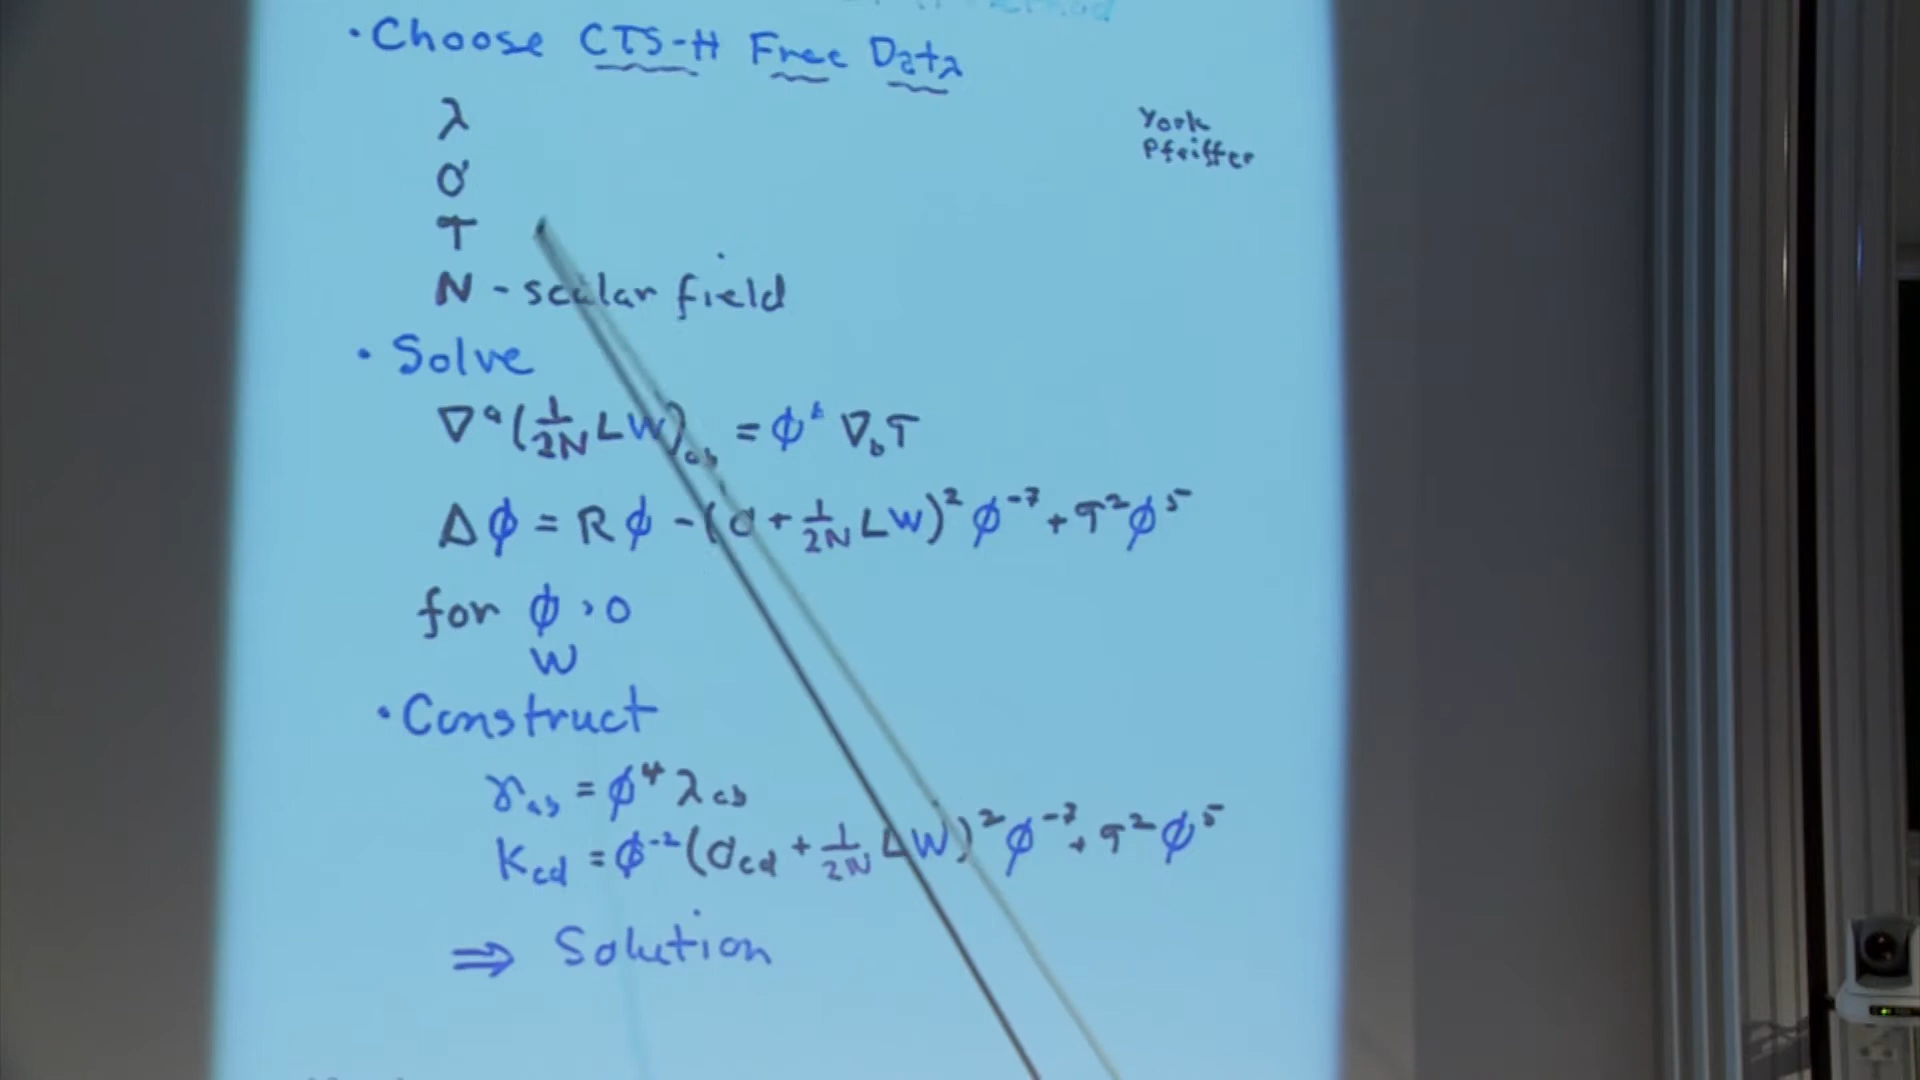 • Choose CTS-H Free Data
λ
York
Pfeiffer
σ
τ
N - scalar field
• Solve
∇ᵃ(1/2N LW)ab = φ⁶ ∇bτ
Δφ = Rφ - (σ + 1/2N LW)² φ⁻⁷ + τ²φ⁵
for φ > 0
W
• Construct
γab = φ⁴ λab
Kcd = φ⁻² (σcd + 1/2N LW)² φ⁻⁷ + τ² φ⁵
⇒ Solution